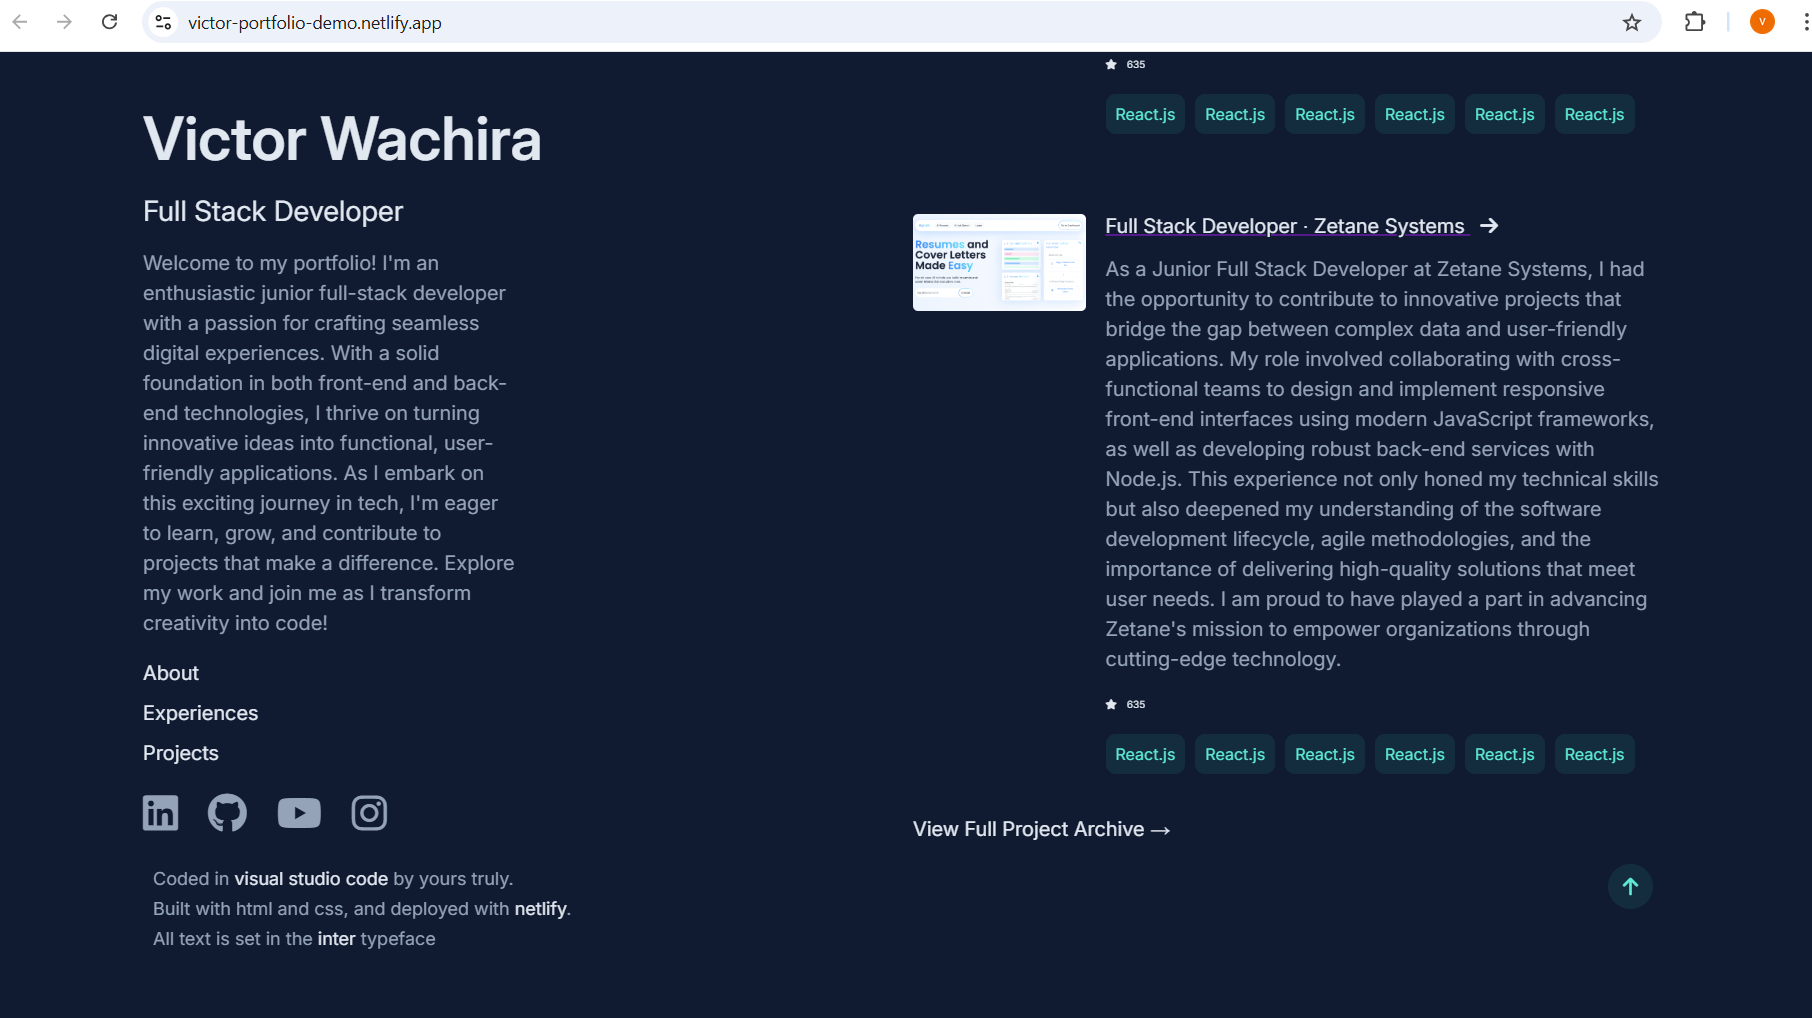 victor-portfolio-demo.netlify.app
V
Victor Wachira
Full Stack Developer
Welcome to my portfolio! I'm an
enthusiastic junior full-stack developer
with a passion for crafting seamless
digital experiences. With a solid
foundation in both front-end and back-
end technologies, I thrive on turning
innovative ideas into functional, user-
friendly applications. As I embark on
this exciting journey in tech, I'm eager
to learn, grow, and contribute to
projects that make a difference. Explore
my work and join me as I transform
creativity into code!
About
Experiences
Projects
Coded in visual studio code by yours truly.
Built with html and css, and deployed with netlify.
All text is set in the inter typeface
635
React.js React.js React.js React.js React.js React.js
Resumes and
Cover Letters
Made Easy
Full Stack Developer · Zetane Systems →
As a Junior Full Stack Developer at Zetane Systems, I had
the opportunity to contribute to innovative projects that
bridge the gap between complex data and user-friendly
applications. My role involved collaborating with cross-
functional teams to design and implement responsive
front-end interfaces using modern JavaScript frameworks,
as well as developing robust back-end services with
Node.js. This experience not only honed my technical skills
but also deepened my understanding of the software
development lifecycle, agile methodologies, and the
importance of delivering high-quality solutions that meet
user needs. I am proud to have played a part in advancing
Zetane's mission to empower organizations through
cutting-edge technology.
635
React.js React.js React.js React.js React.js React.js
View Full Project Archive →